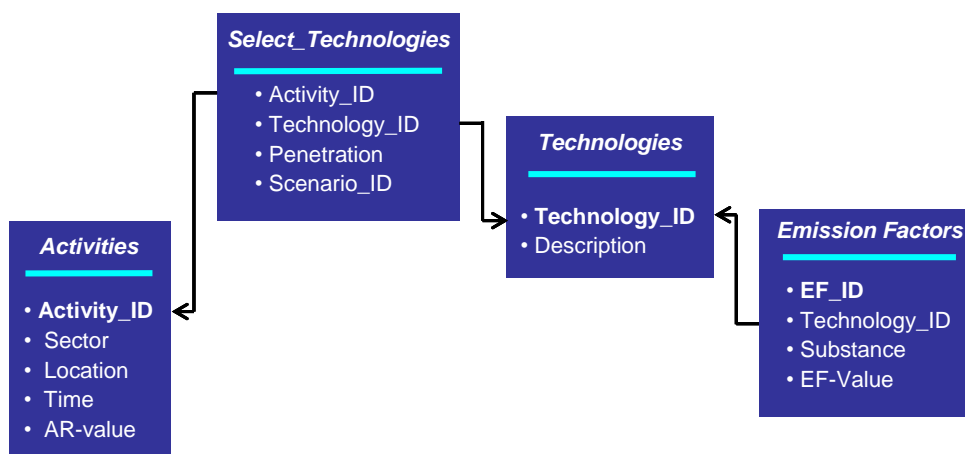 Select_Technologies
• Activity_ID
• Technology_ID
• Penetration
• Scenario_ID
Technologies
• Technology_ID
• Description
Activities
• Activity_ID
• Sector
• Location
• Time
• AR-value
Emission Factors
• EF_ID
• Technology_ID
• Substance
• EF-Value